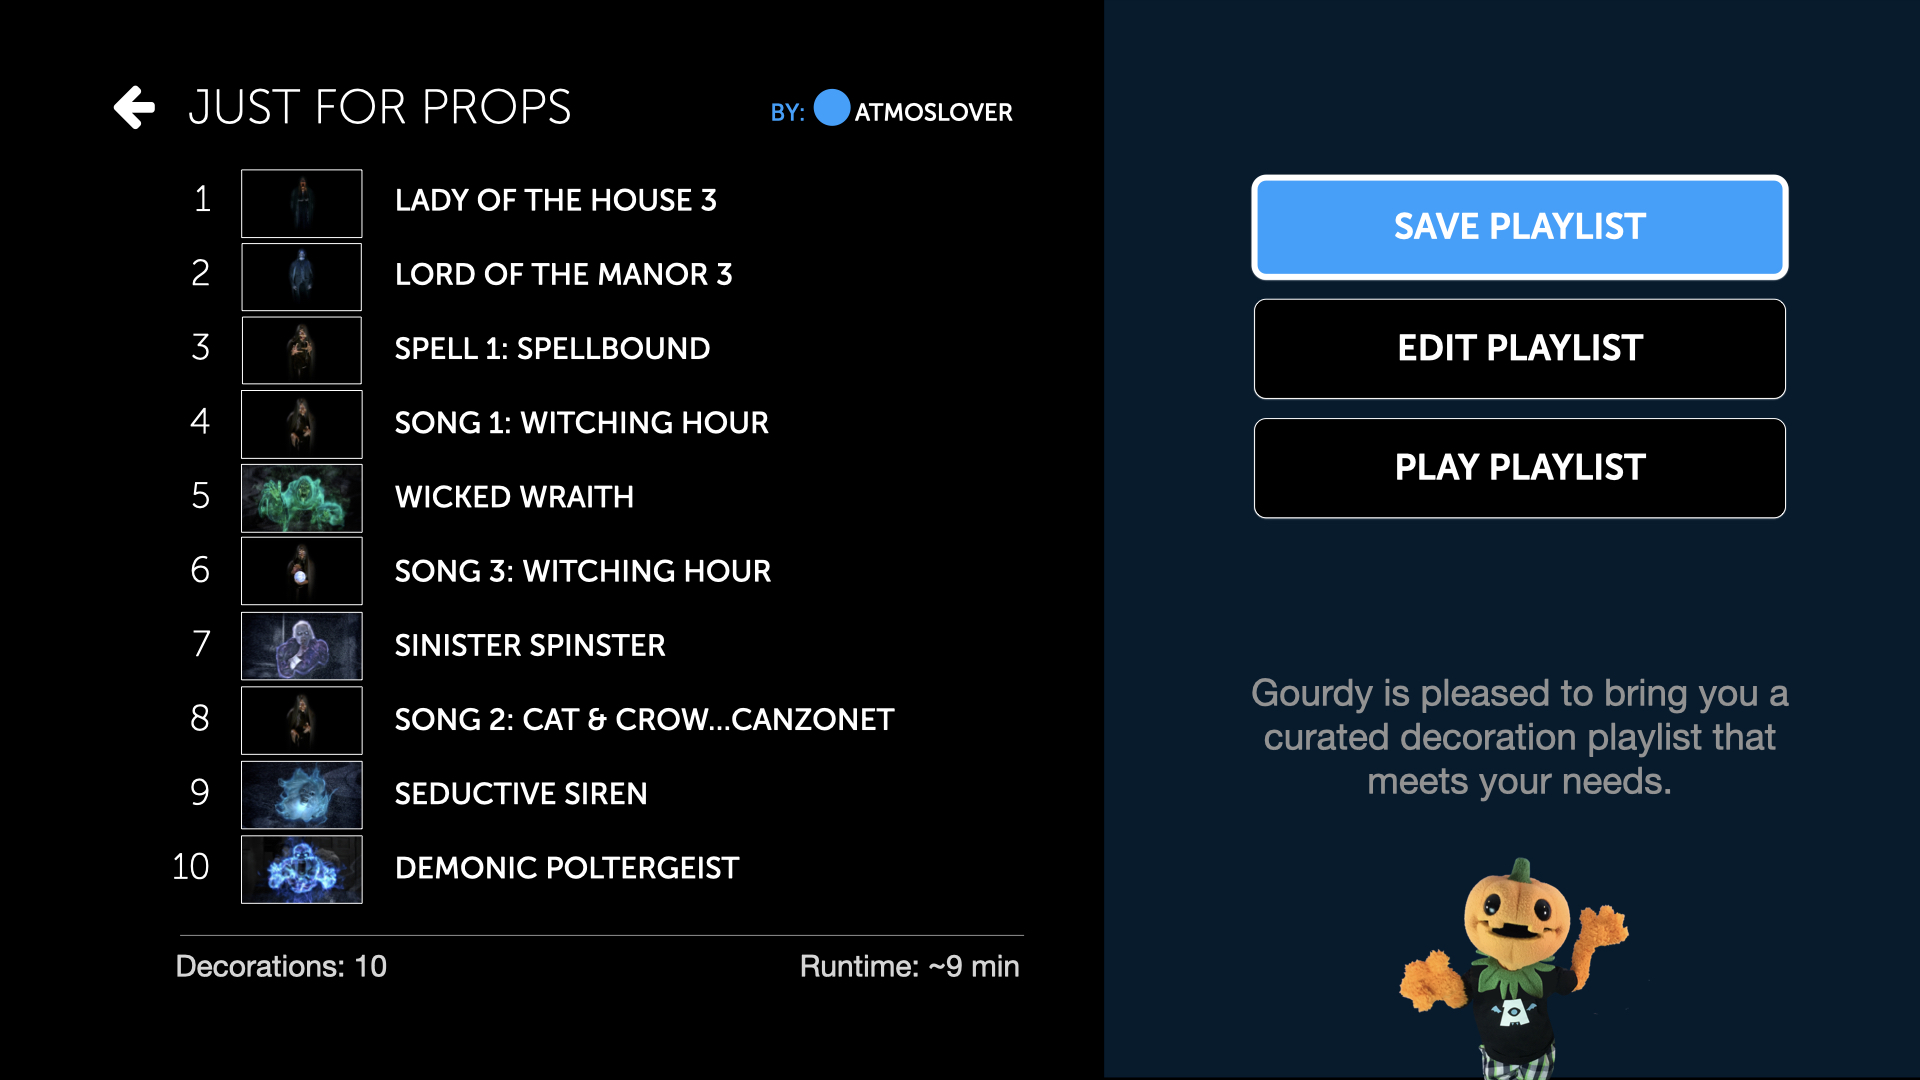 JUST FOR PROPS
BY: ATMOSLOVER
1 LADY OF THE HOUSE 3
2 LORD OF THE MANOR 3
3 SPELL 1: SPELLBOUND
4 SONG 1: WITCHING HOUR
5 WICKED WRAITH
6 SONG 3: WITCHING HOUR
7 SINISTER SPINSTER
8 SONG 2: CAT & CROW...CANZONET
9 SEDUCTIVE SIREN
10 DEMONIC POLTERGEIST
Decorations: 10
Runtime: ~9 min
SAVE PLAYLIST
EDIT PLAYLIST
PLAY PLAYLIST
Gourdy is pleased to bring you a
curated decoration playlist that
meets your needs.